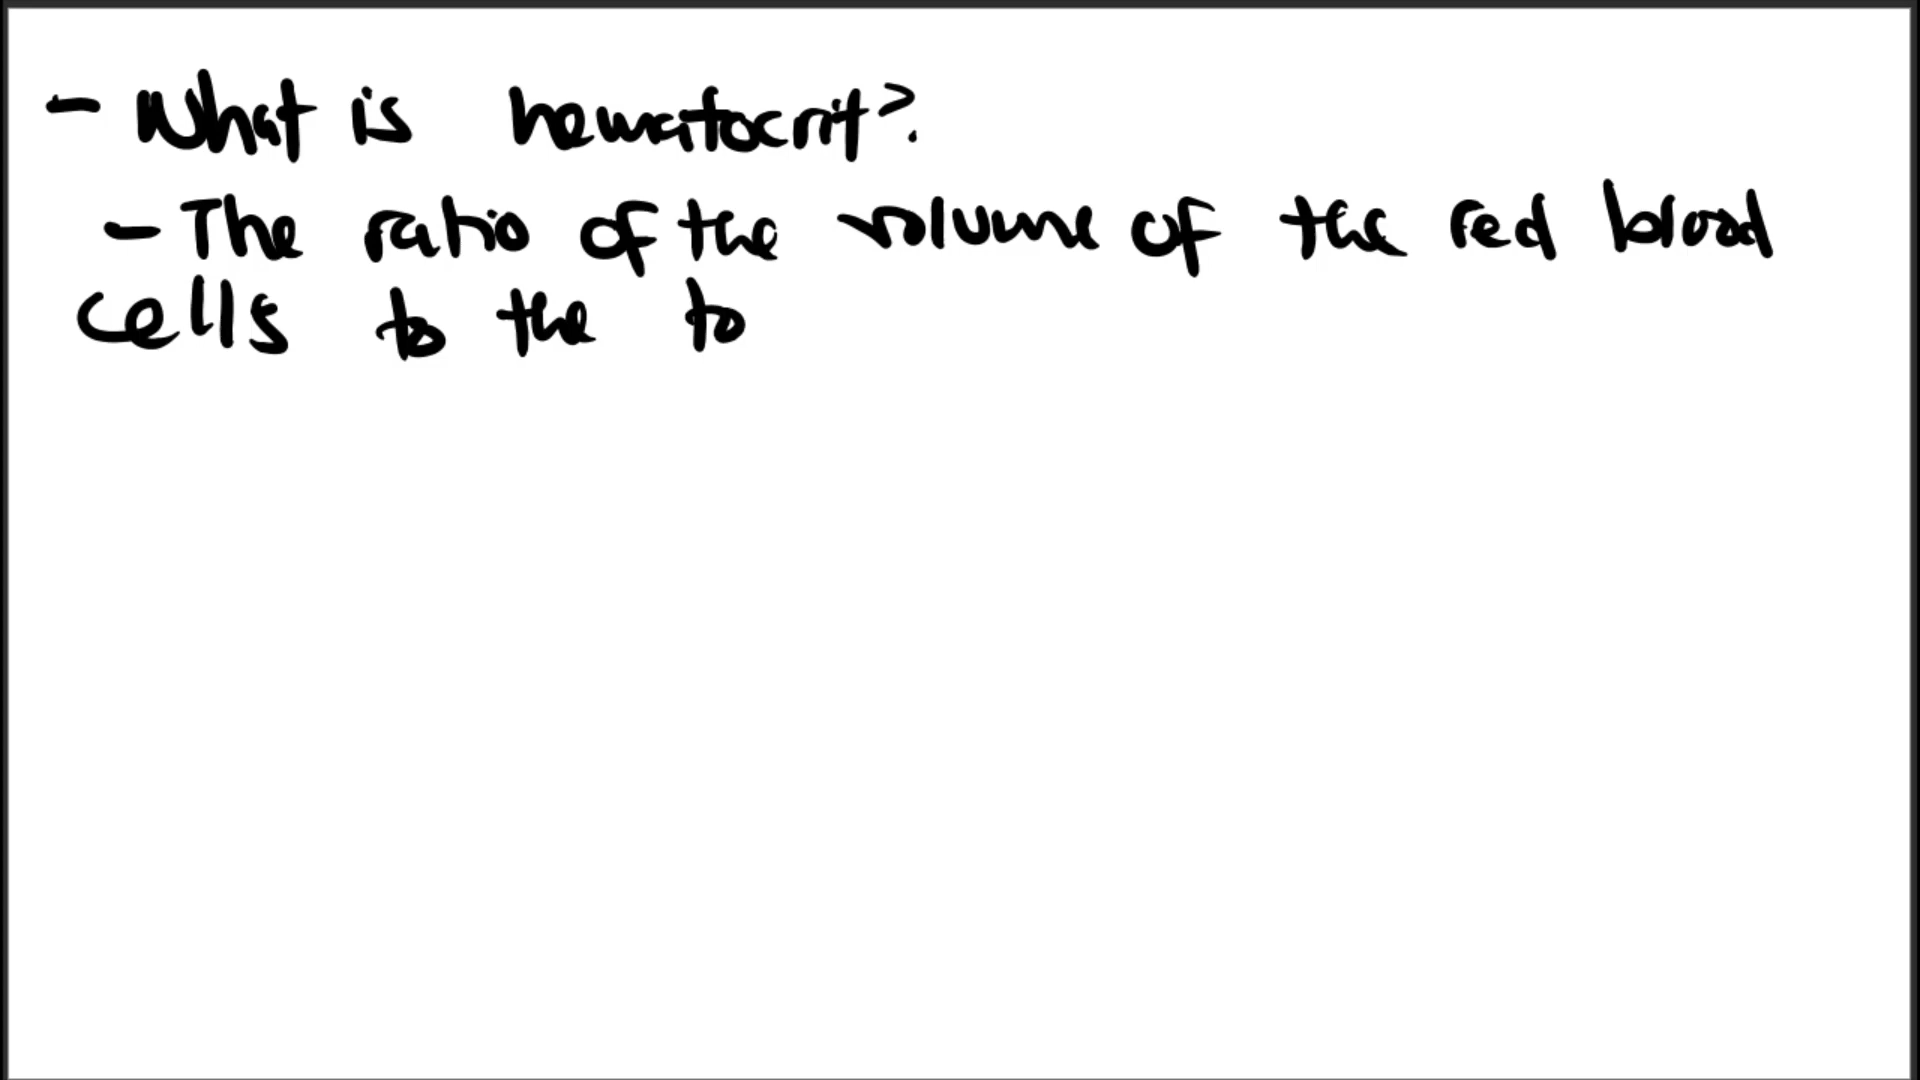 - What is hematocrit?
- The ratio of the volume of the red blood
cells to the to